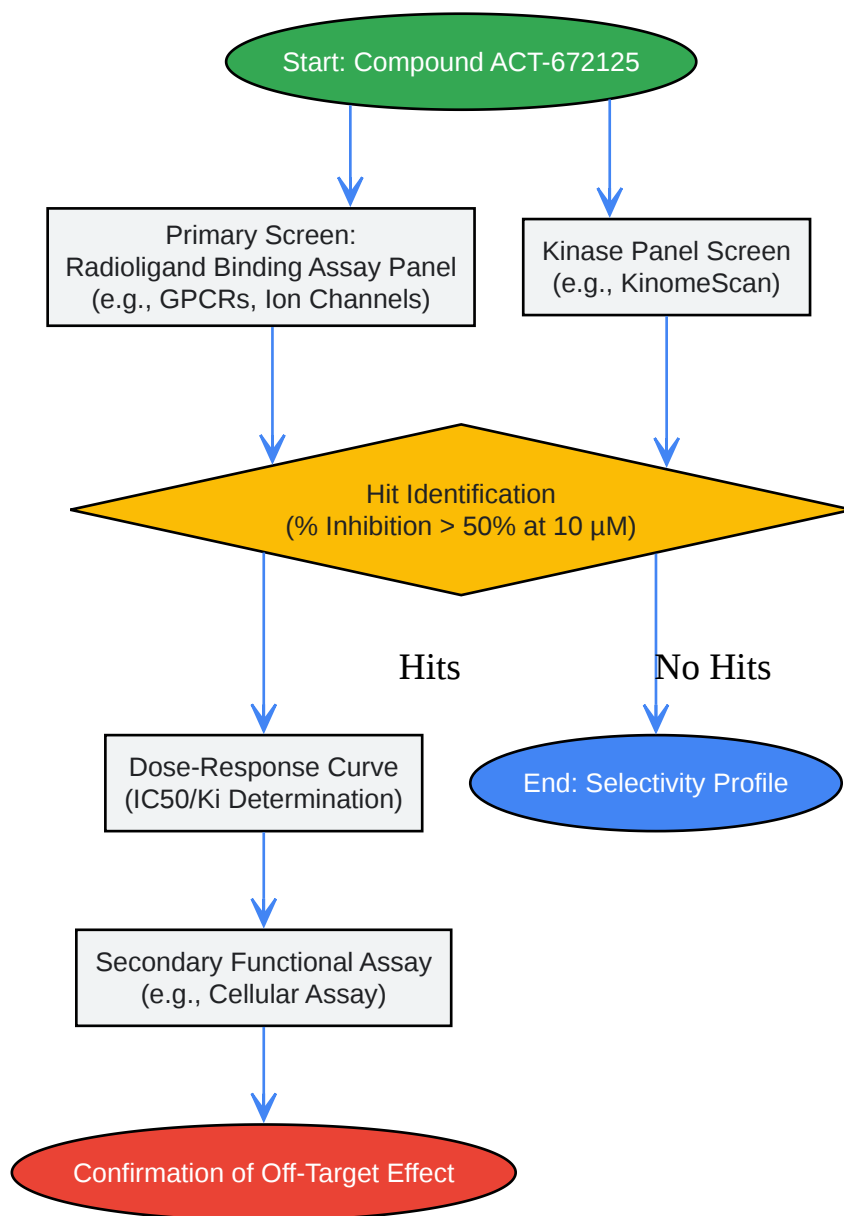 Start: Compound ACT-672125
Primary Screen:
Radioligand Binding Assay Panel
(e.g., GPCRs, Ion Channels)
Kinase Panel Screen
(e.g., KinomeScan)
Hit Identification
(% Inhibition > 50% at 10 µM)
Hits
No Hits
Dose-Response Curve
(IC50/Ki Determination)
End: Selectivity Profile
Secondary Functional Assay
(e.g., Cellular Assay)
Confirmation of Off-Target Effect